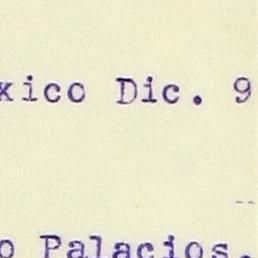 xico Dic. 9
--
o Palacios.